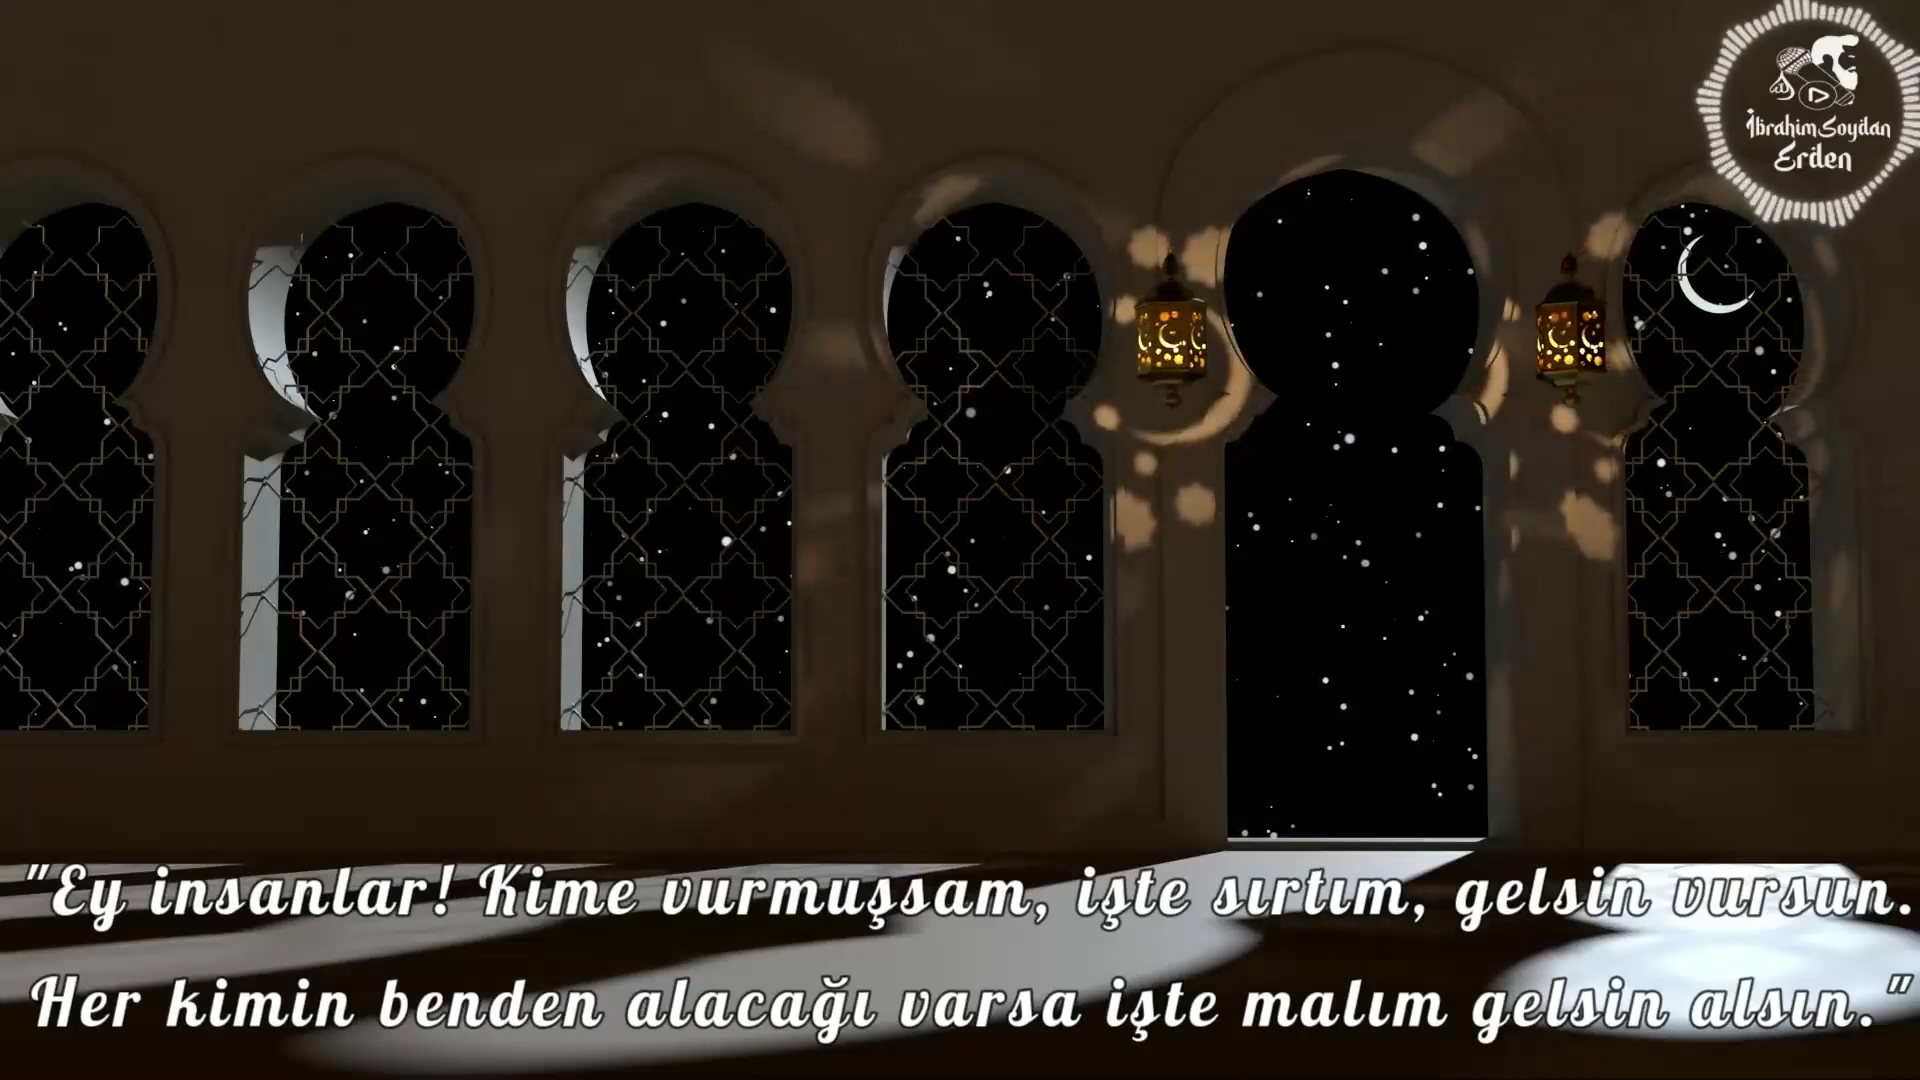 İbrahim Soydan
Erden
"Ey insanlar! Kime vurmuşsam, işte sırtım, gelsin vursun.
Her kimin benden alacağı varsa işte malım gelsin alsın."